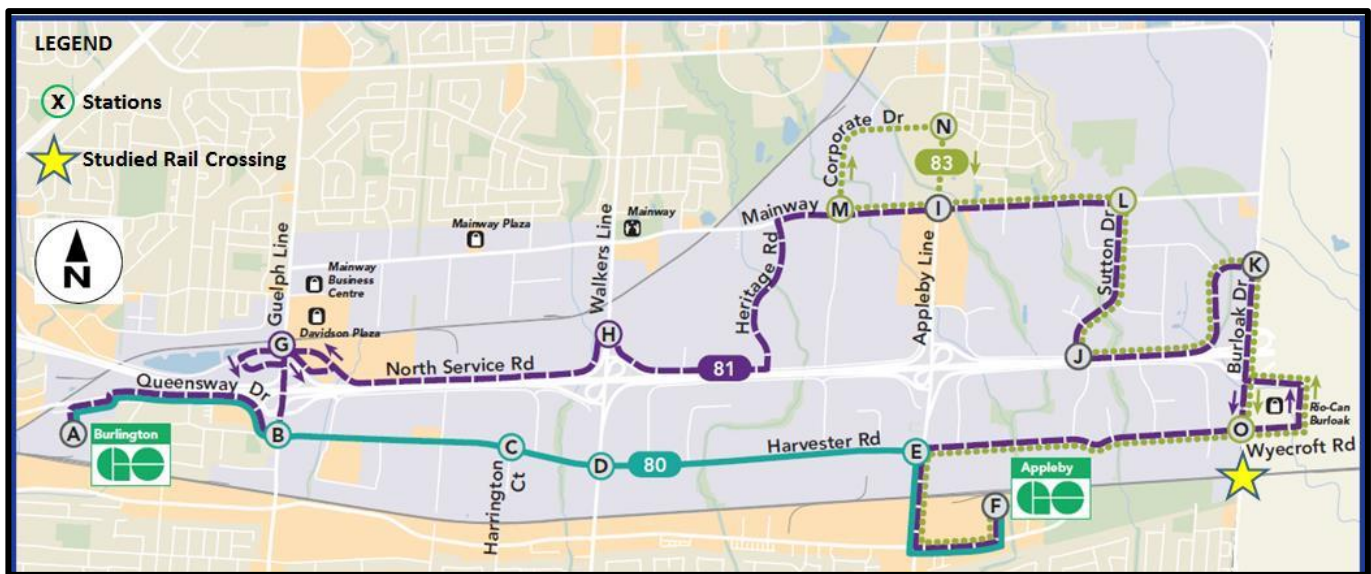 LEGEND
X Stations
Studied Rail Crossing
N
Corporate Dr
N
83
Mainway
M
I
L
Mainway Plaza
Mainway
Guelph Line
Walkers Line
Heritage Rd
Appleby Line
Sutton Dr
Burloak Dr
K
Mainway
Business
Centre
Davidson Plaza
G
H
J
North Service Rd
81
Queensway Dr
Rio-Can
Burloak
A
Burlington
GO
B
C
Harrington
Ct
D
80
Harvester Rd
E
O
Wyecroft Rd
F
Appleby
GO